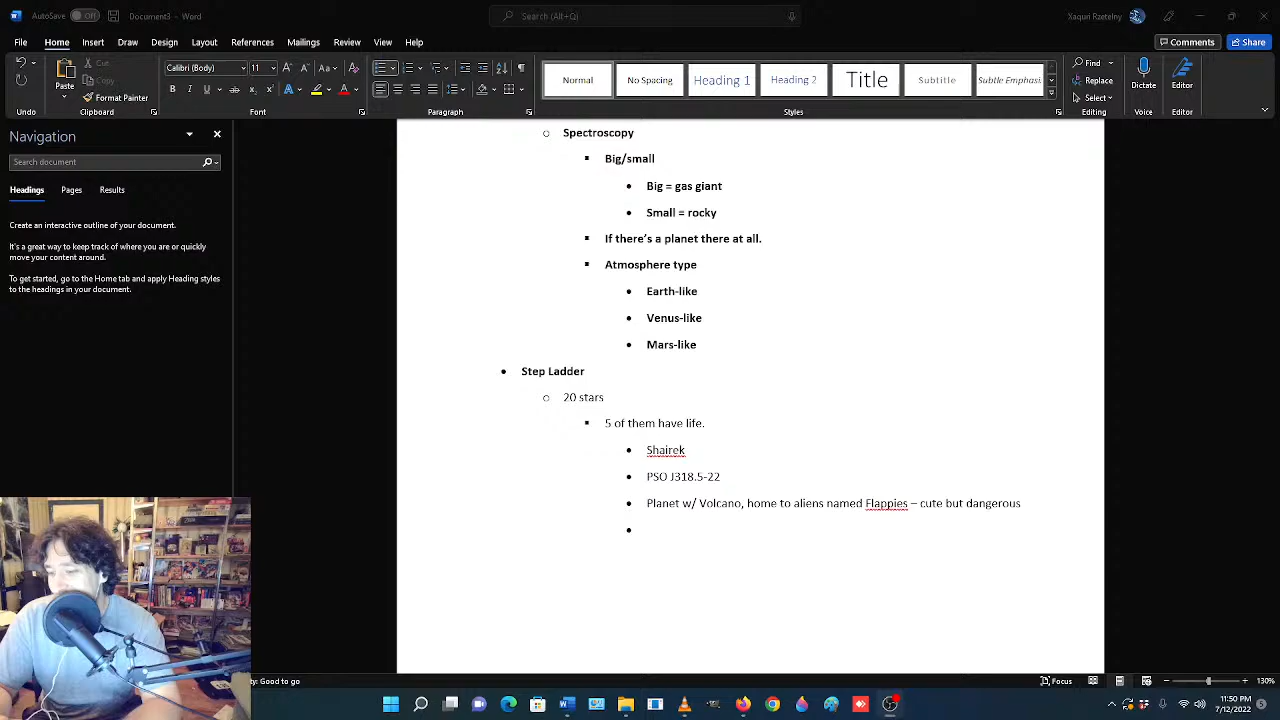 AutoSave Off Document3 - Word
Search (Alt+Q)
Xaquri Raztelny
File Home Insert Draw Design Layout References Mailings Review View Help
Comments Share
Paste
Cut
Copy
Format Painter
Clipboard
Calibri (Body) 11
Font
Paragraph
Normal No Spacing Heading 1 Heading 2 Title Subtitle Subtle Emphasis
Styles
Find
Replace
Select
Editing
Dictate
Voice
Editor
Editor
Navigation
Search document
Headings Pages Results
Create an interactive outline of your document.
It's a great way to keep track of where you are or quickly
move your content around.
To get started, go to the Home tab and apply Heading styles
to the headings in your document.
Spectroscopy
Big/small
Big = gas giant
Small = rocky
If there's a planet there at all.
Atmosphere type
Earth-like
Venus-like
Mars-like
Step Ladder
20 stars
5 of them have life.
Shairek
PSO J318.5-22
Planet w/ Volcano, home to aliens named Flappies – cute but dangerous
ty: Good to go
Focus
130%
11:50 PM
7/12/2022